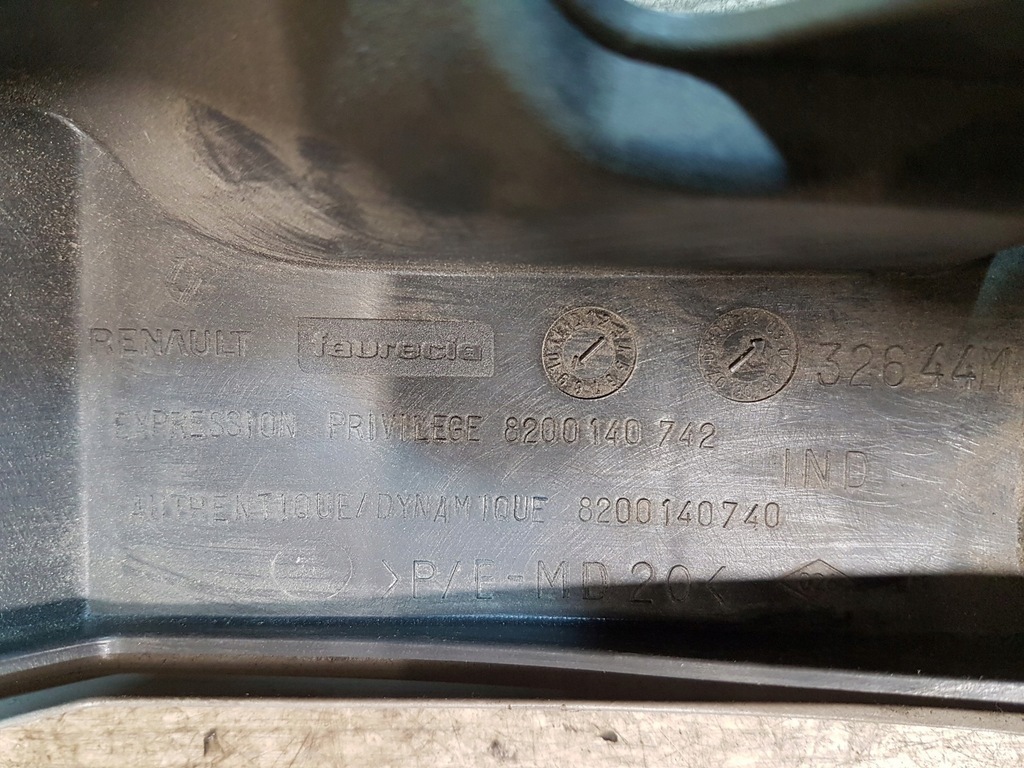 RENAULT faurecia 32644M
EXPRESSION PRIVILEGE 8200 140 742
IND
AUTHENTIQUE/DYNAMIQUE 8200140740
>P/E-MD 20<